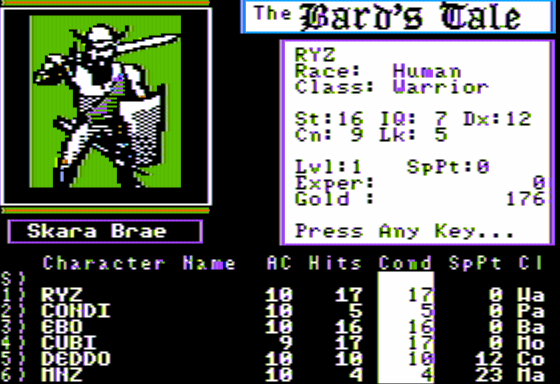 The Bard's Tale
RYZ
Race: Human
Class: Warrior
St:16 IQ: 7 Dx:12
Cn: 9 Lk: 5
Lvl:1 SpPt:0
Exper: 0
Gold : 176
Press Any Key...
Skara Brae
Character Name AC Hits Cond SpPt Cl
S)
1) RYZ 10 17 17 0 Wa
2) CONDI 10 5 5 0 Pa
3) EBO 10 16 16 0 Ba
4) CUBI 9 17 17 0 Mo
5) DEDDO 10 10 10 12 Co
6) MNZ 10 4 4 23 Ma